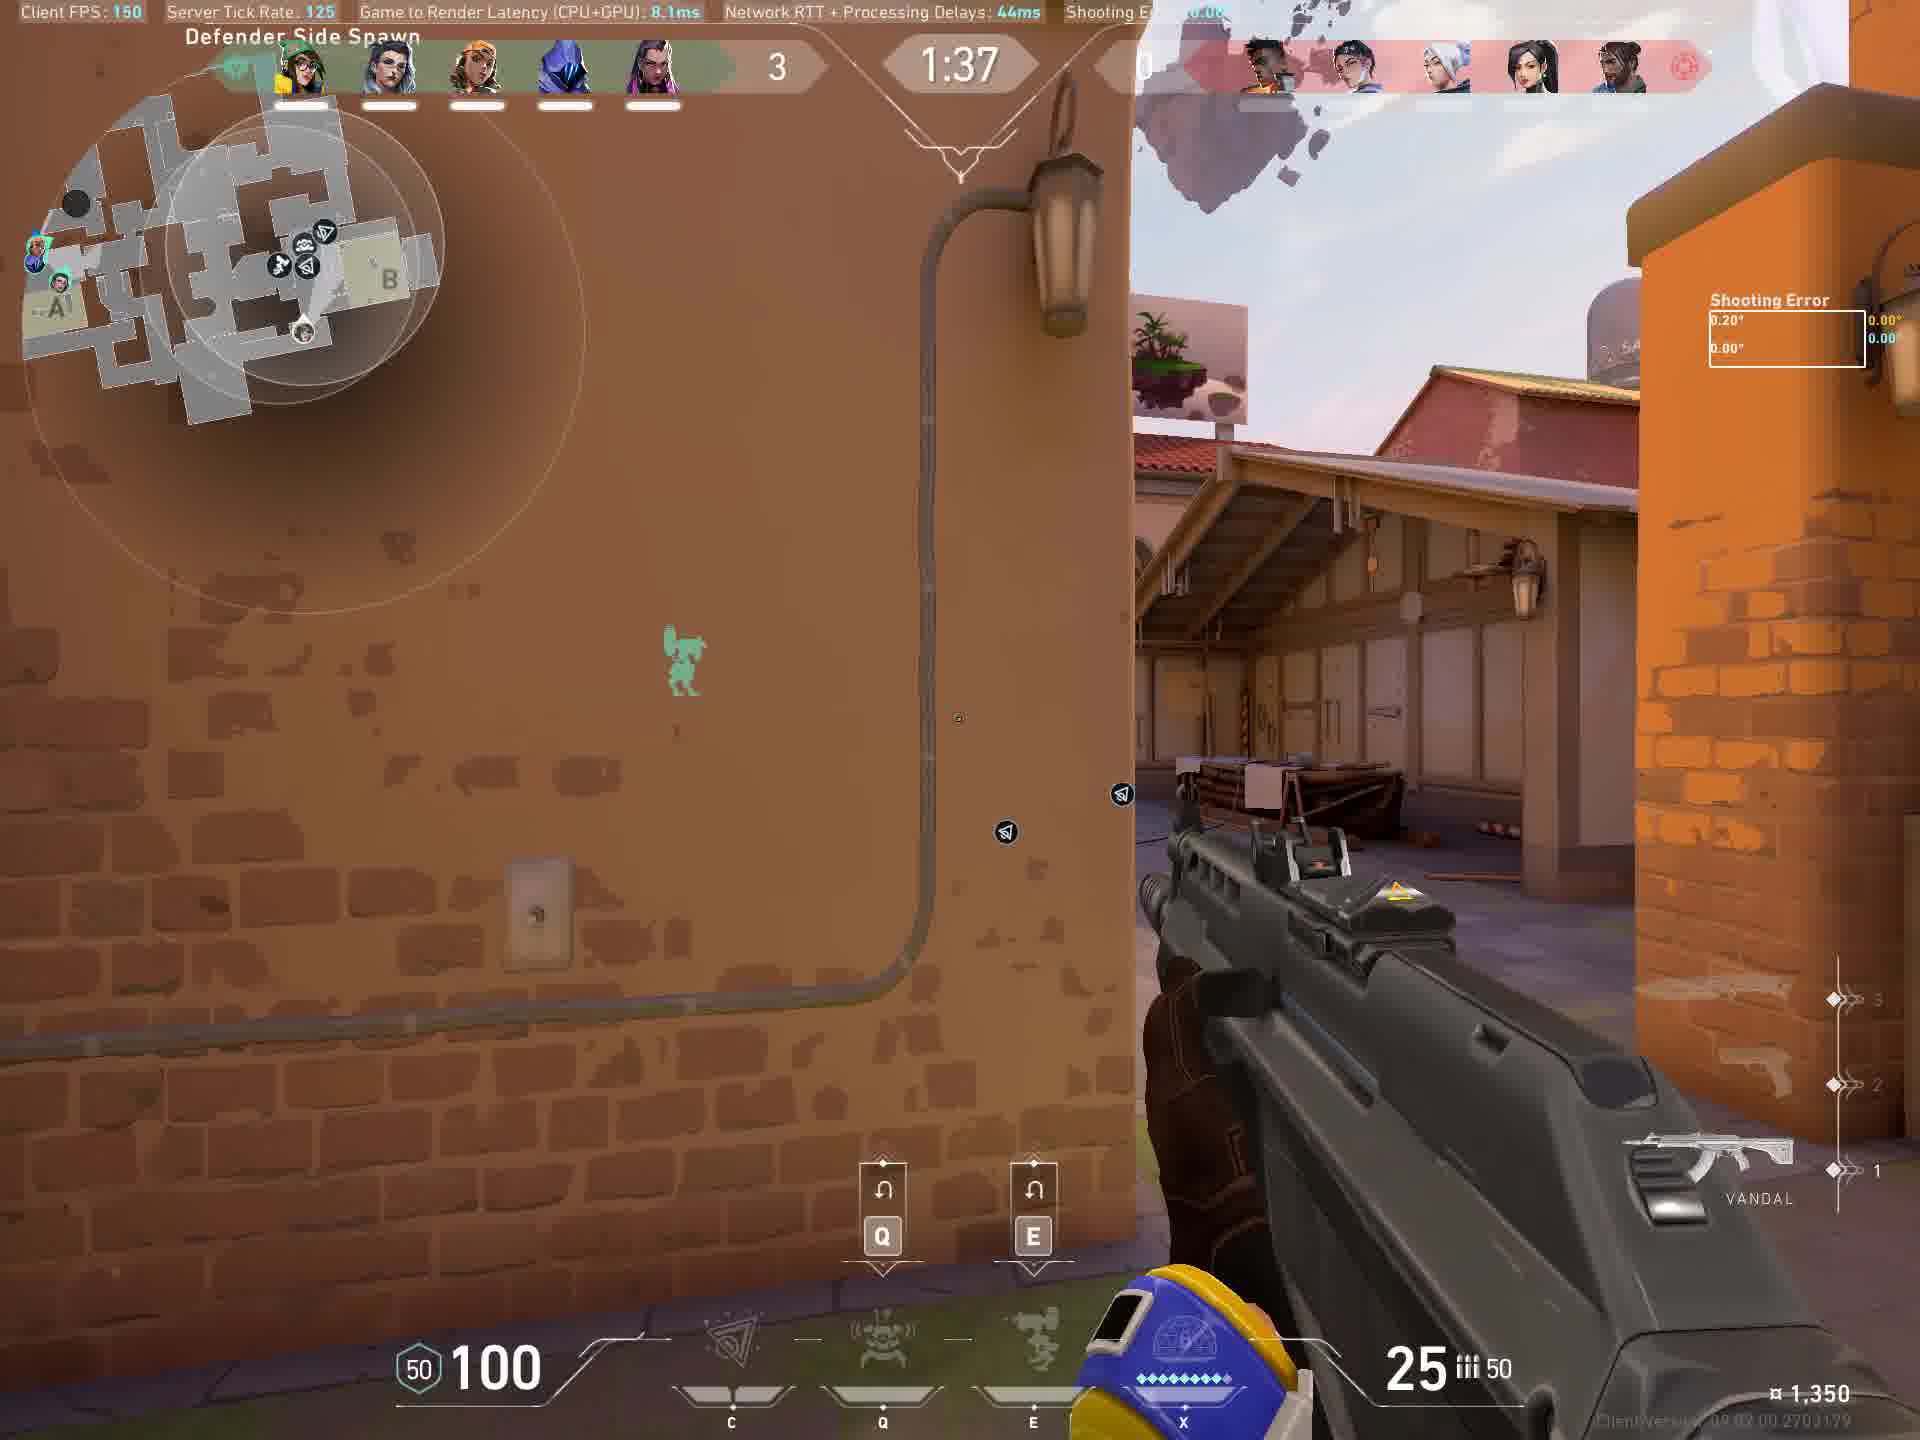 Client FPS: 150
Server Tick Rate: 125
Game to Render Latency (CPU+GPU): 8.1ms
Network RTT + Processing Delays: 44ms
Shooting
Defender Side Spawn
3
1:37
0
A
B
Shooting Error
0.20°
0.00°
0.00°
0.00°
3
2
1
VANDAL
Q
E
50
100
C
Q
E
X
25
50
¤ 1,350